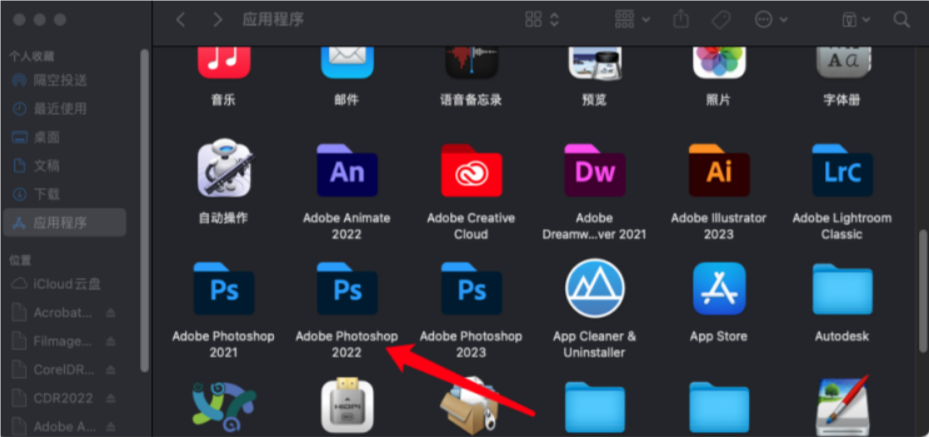 应用程序
个人收藏
隔空投送
最近使用
桌面
文稿
下载
应用程序
位置
iCloud云盘
Acrobat...
Filmage...
CorelDR...
CDR2022
Adobe A...
音乐
邮件
语音备忘录
预览
照片
字体册
An
Dw
Ai
LrC
自动操作
Adobe Animate
2022
Adobe Creative
Cloud
Adobe
Dreamw...ver 2021
Adobe Illustrator
2023
Adobe Lightroom
Classic
Ps
Ps
Ps
Adobe Photoshop
2021
Adobe Photoshop
2022
Adobe Photoshop
2023
App Cleaner &
Uninstaller
App Store
Autodesk
HDMI